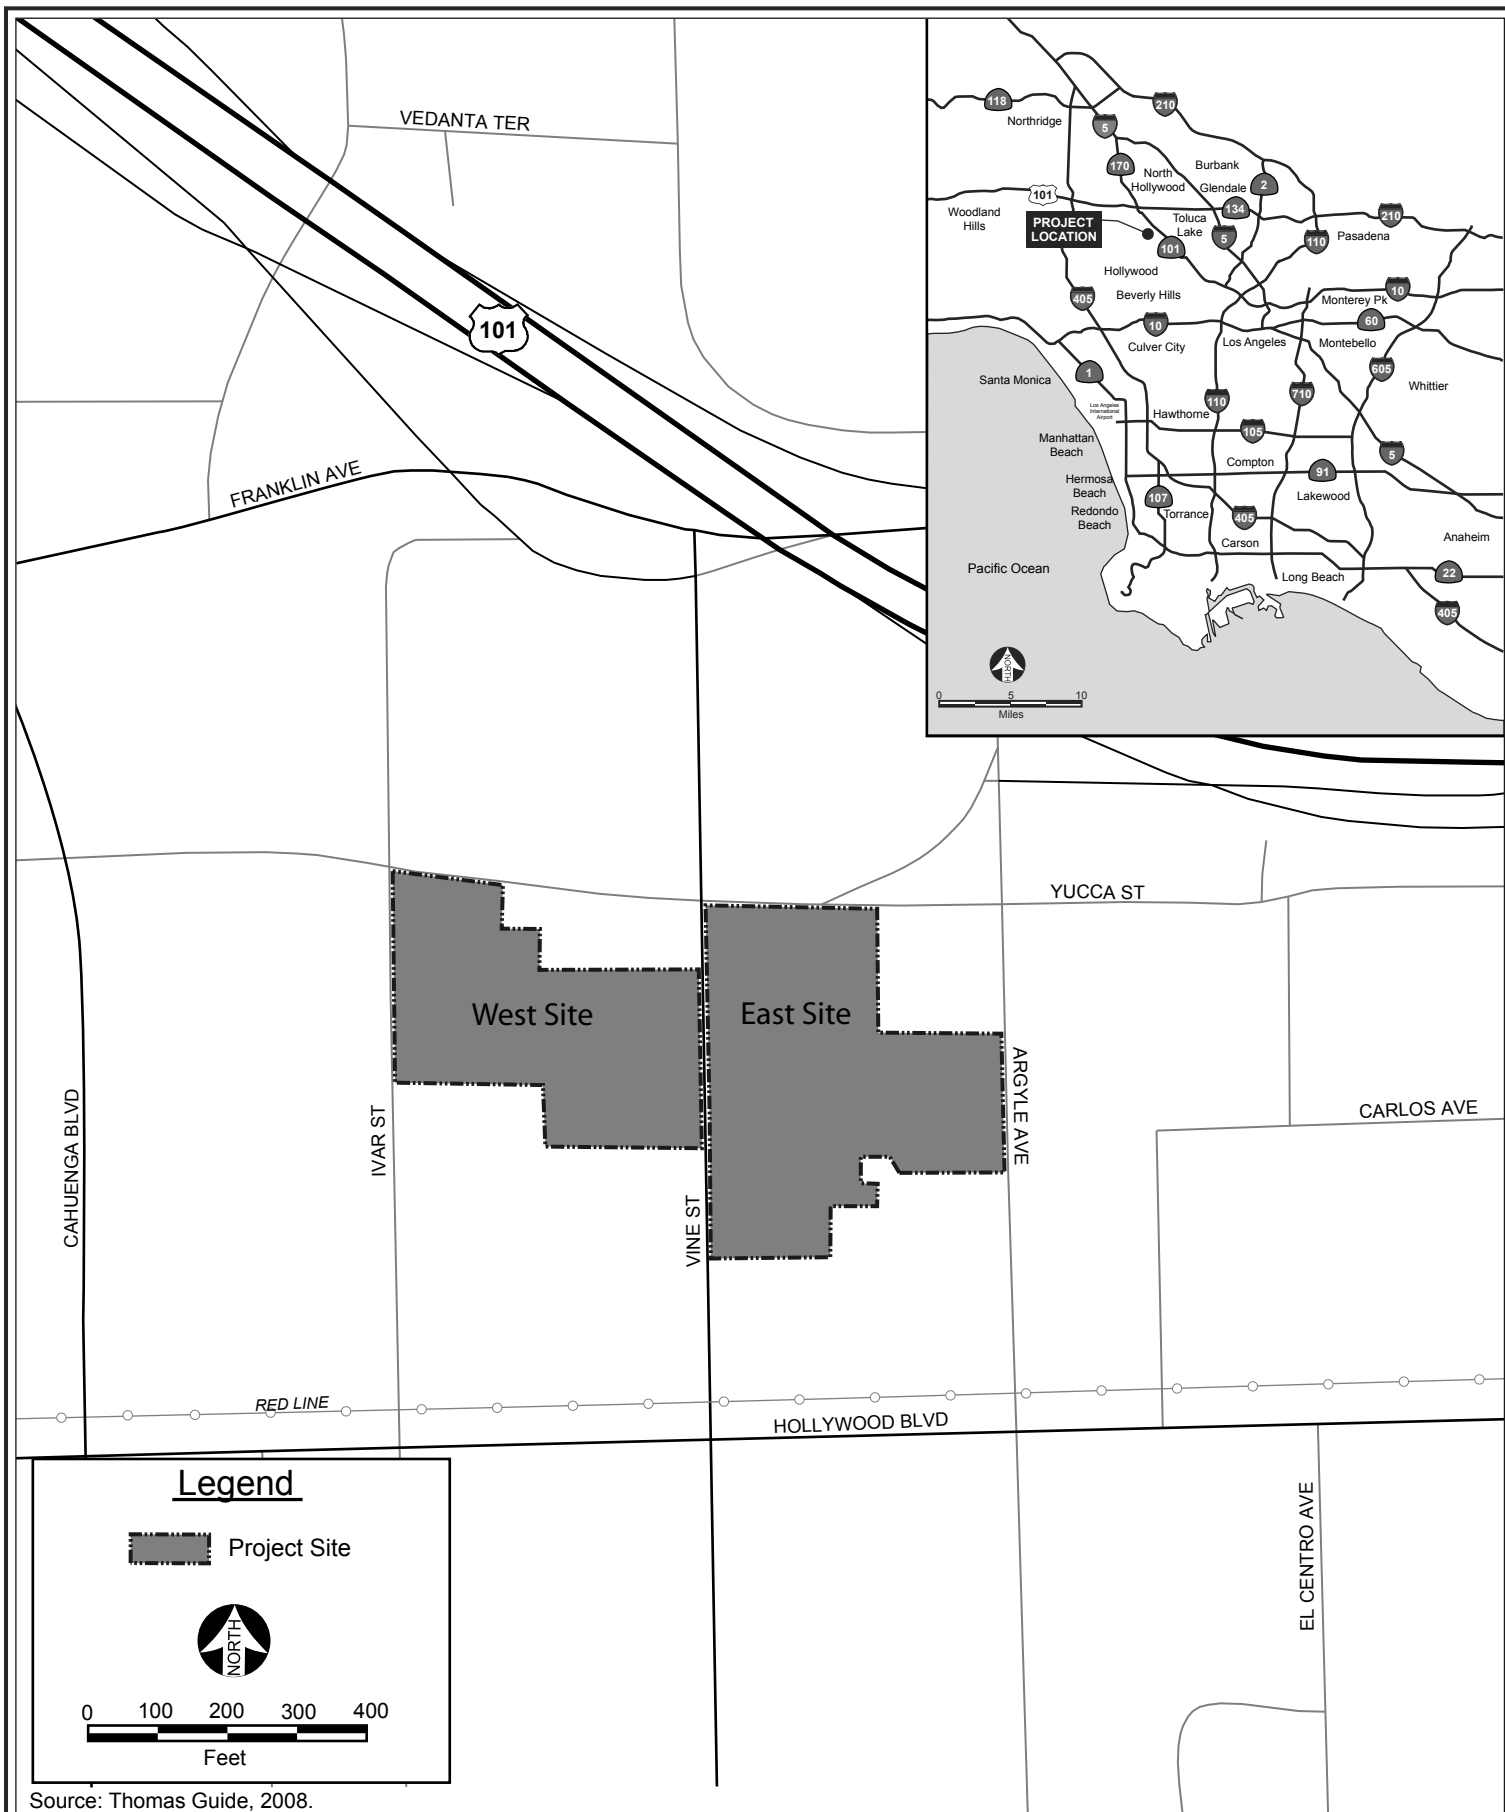 VEDANTA TER
101
FRANKLIN AVE
118
Northridge
210
5
170
North
Hollywood
Burbank
Glendale
2
101
134
Woodland
Hills
PROJECT
LOCATION
Toluca
Lake
5
210
Pasadena
110
101
Hollywood
Beverly Hills
405
10
Monterey Pk
10
60
Culver City
Los Angeles
Montebello
1
605
Santa Monica
Whittier
Los Angeles
International
Airport
110
710
Hawthorne
105
Manhattan
Beach
5
Compton
91
Hermosa
Beach
Lakewood
107
Redondo
Beach
Torrance
405
Anaheim
Carson
Pacific Ocean
Long Beach
22
405
NORTH
0 5 10
Miles
YUCCA ST
West Site
East Site
ARGYLE AVE
CARLOS AVE
CAHUENGA BLVD
IVAR ST
VINE ST
RED LINE
HOLLYWOOD BLVD
EL CENTRO AVE
Legend
Project Site
NORTH
0 100 200 300 400
Feet
Source: Thomas Guide, 2008.